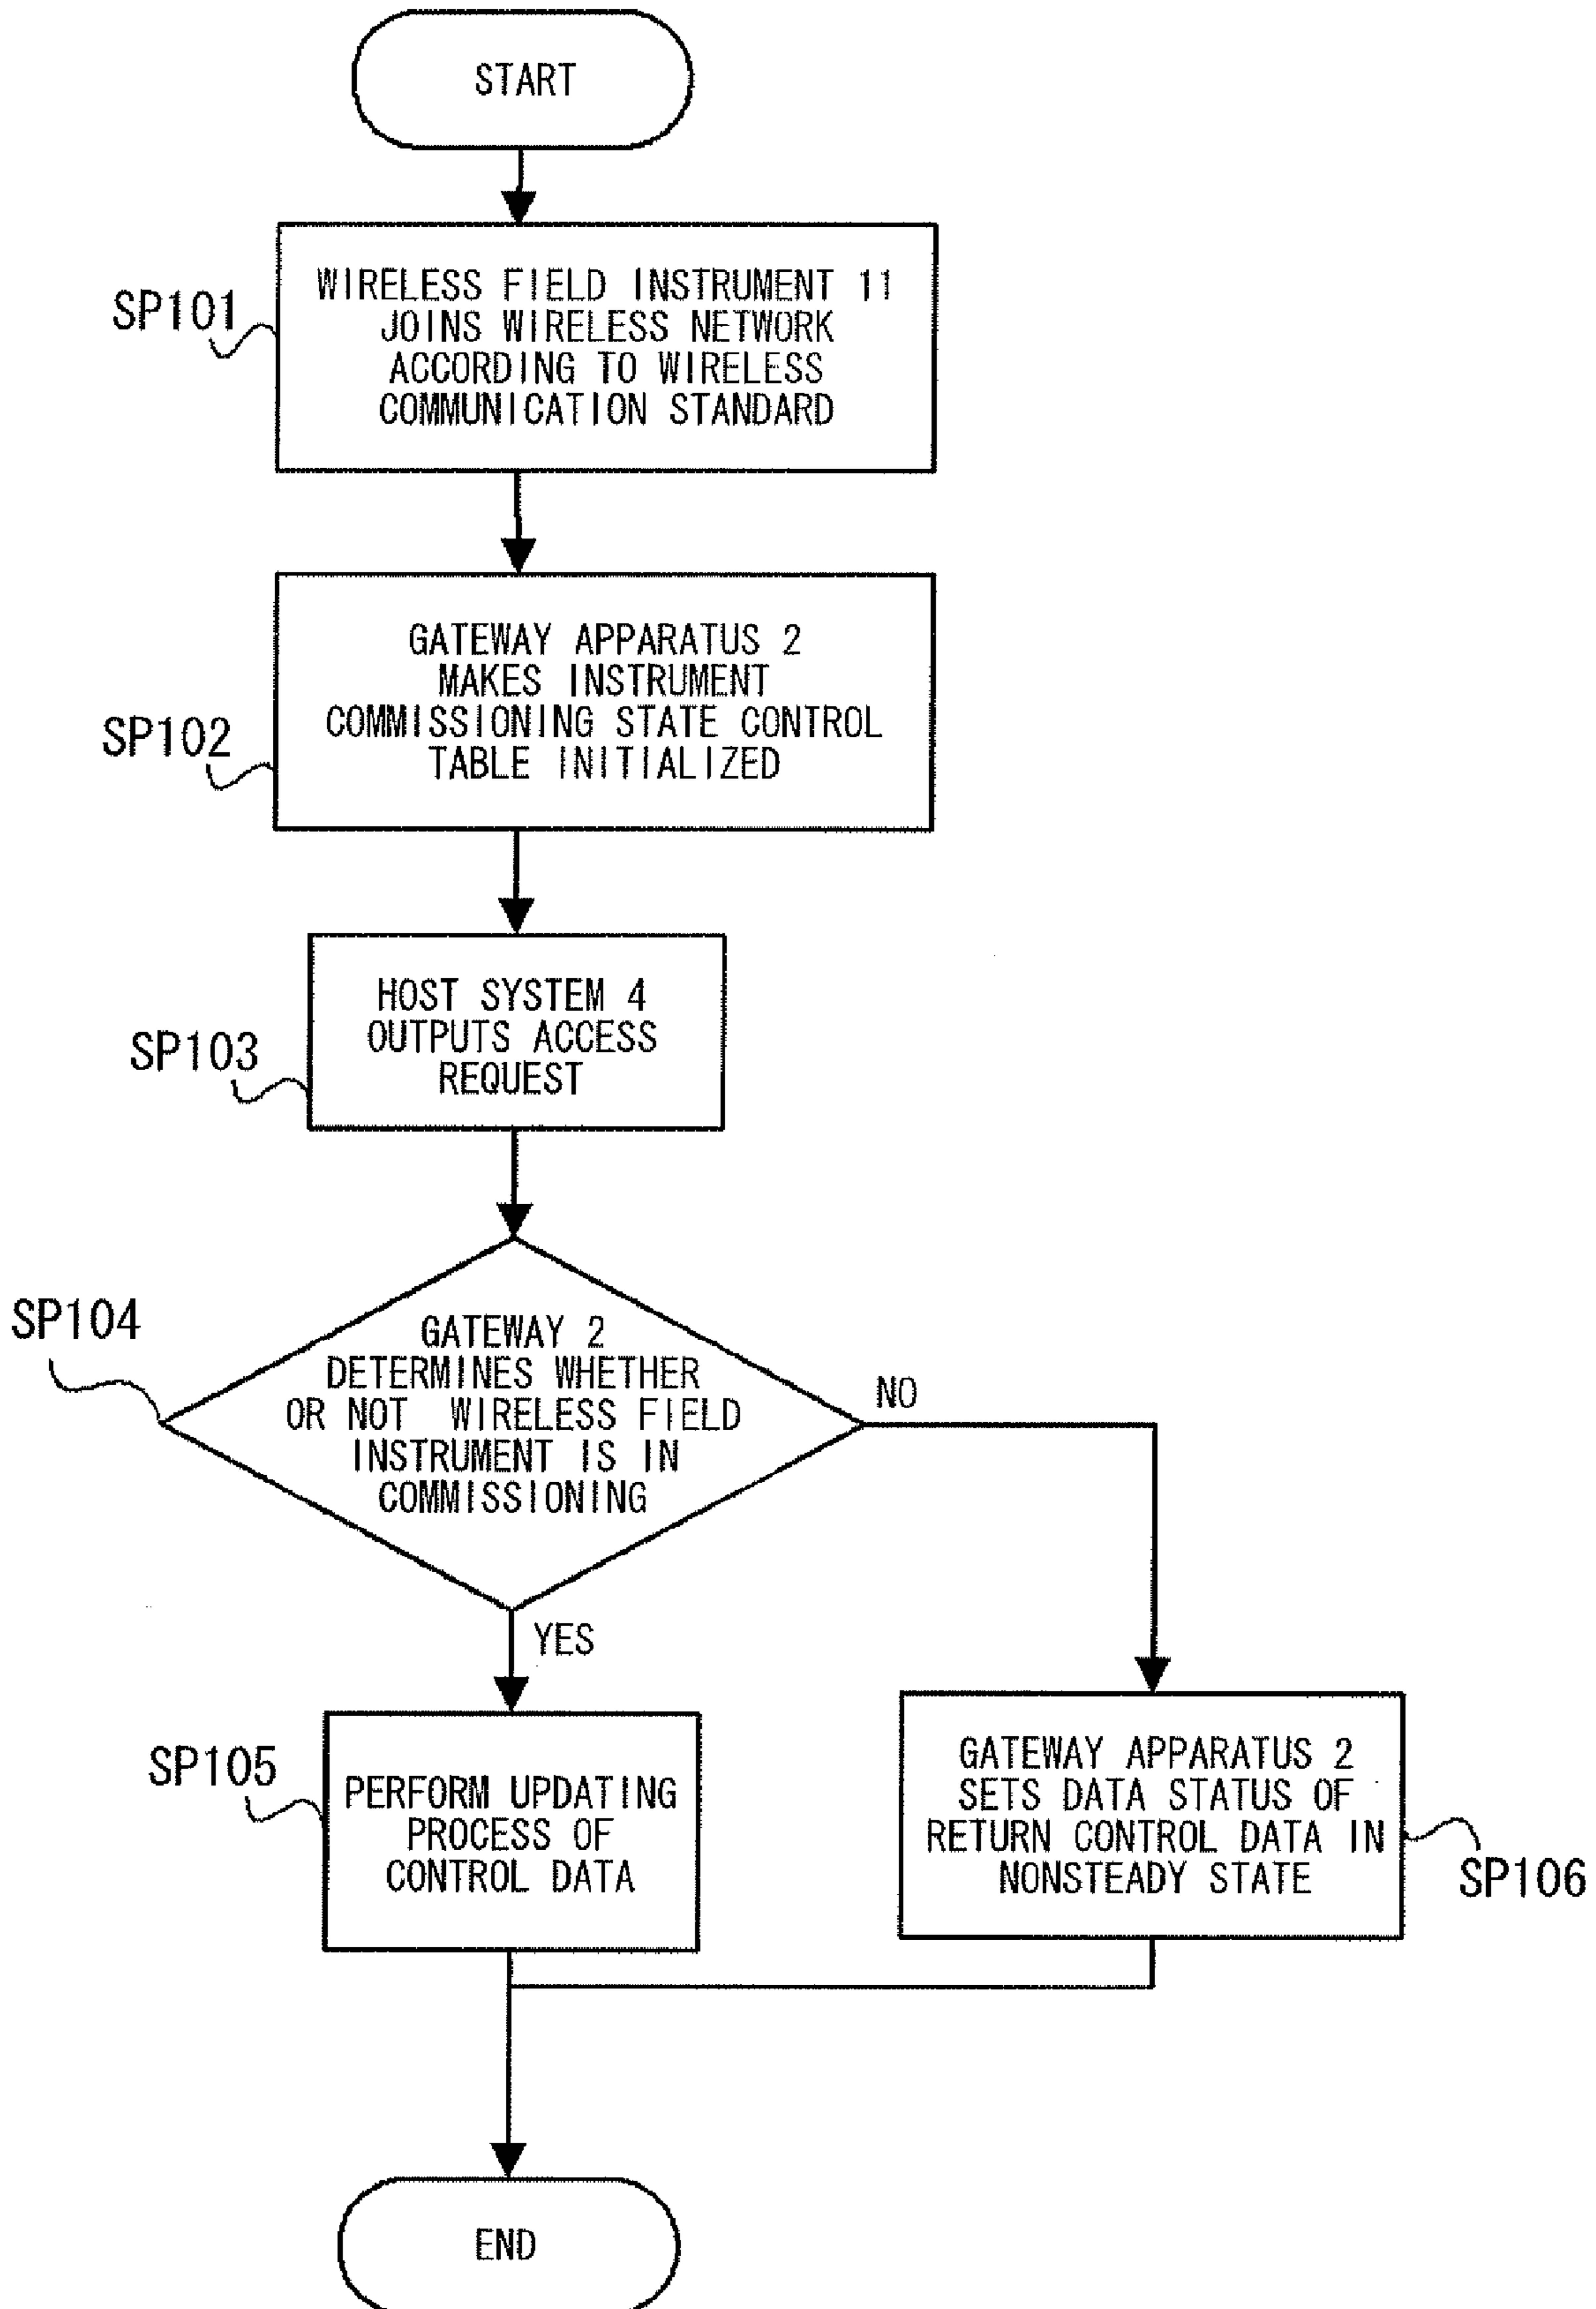 START
SP101
WIRELESS FIELD INSTRUMENT 11
JOINS WIRELESS NETWORK
ACCORDING TO WIRELESS
COMMUNICATION STANDARD
SP102
GATEWAY APPARATUS 2
MAKES INSTRUMENT
COMMISSIONING STATE CONTROL
TABLE INITIALIZED
SP103
HOST SYSTEM 4
OUTPUTS ACCESS
REQUEST
SP104
GATEWAY 2
DETERMINES WHETHER
OR NOT WIRELESS FIELD
INSTRUMENT IS IN
COMMISSIONING
NO
YES
SP105
PERFORM UPDATING
PROCESS OF
CONTROL DATA
GATEWAY APPARATUS 2
SETS DATA STATUS OF
RETURN CONTROL DATA IN
NONSTEADY STATE
SP106
END